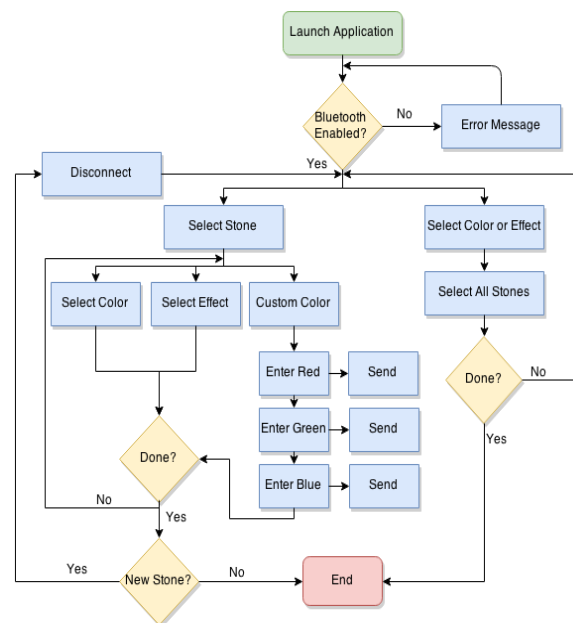 Launch Application
Bluetooth
Enabled?
No
Error Message
Yes
Disconnect
Select Stone
Select Color or Effect
Select Color
Select Effect
Custom Color
Select All Stones
Enter Red
Send
Done?
No
Enter Green
Send
Yes
Done?
Enter Blue
Send
No
Yes
Yes
New Stone?
No
End